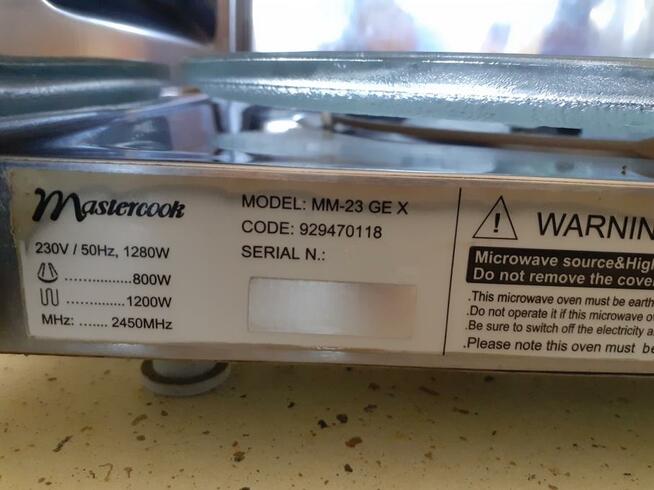 Mastercook
230V / 50Hz, 1280W
...............800W
...............1200W
MHz: ....... 2450MHz
MODEL: MM-23 GE X
CODE: 929470118
SERIAL N.:
WARNIN
Microwave source&High
Do not remove the cove
.This microwave oven must be earth
.Do not operate it if this microwave ov
.Be sure to switch off the electricity a
.Please note this oven must be